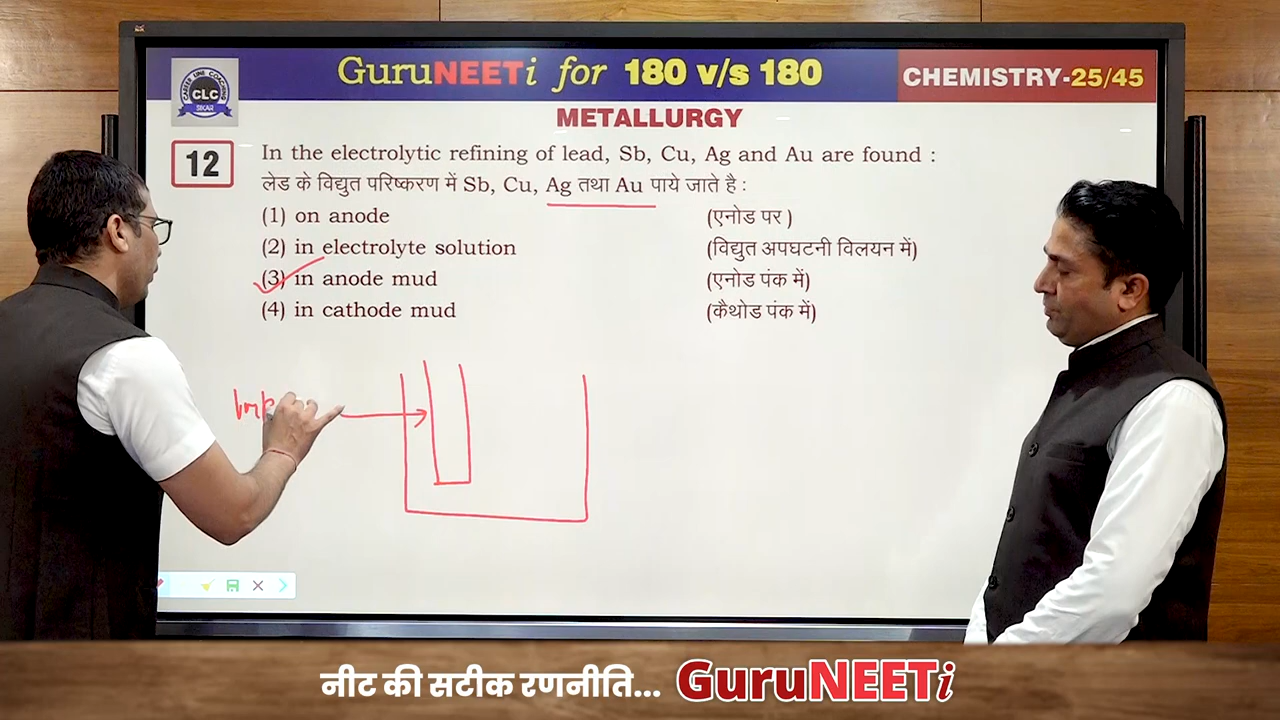 GuruNEETi for 180 v/s 180
CHEMISTRY-25/45
CLC
SIKAR
METALLURGY
12
In the electrolytic refining of lead, Sb, Cu, Ag and Au are found :
लेड के विद्युत परिष्करण में Sb, Cu, Ag तथा Au पाये जाते है :
(1) on anode (एनोड पर )
(2) in electrolyte solution (विद्युत अपघटनी विलयन में)
(3) in anode mud (एनोड पंक में)
(4) in cathode mud (कैथोड पंक में)
नीट की सटीक रणनीति... GuruNEETi